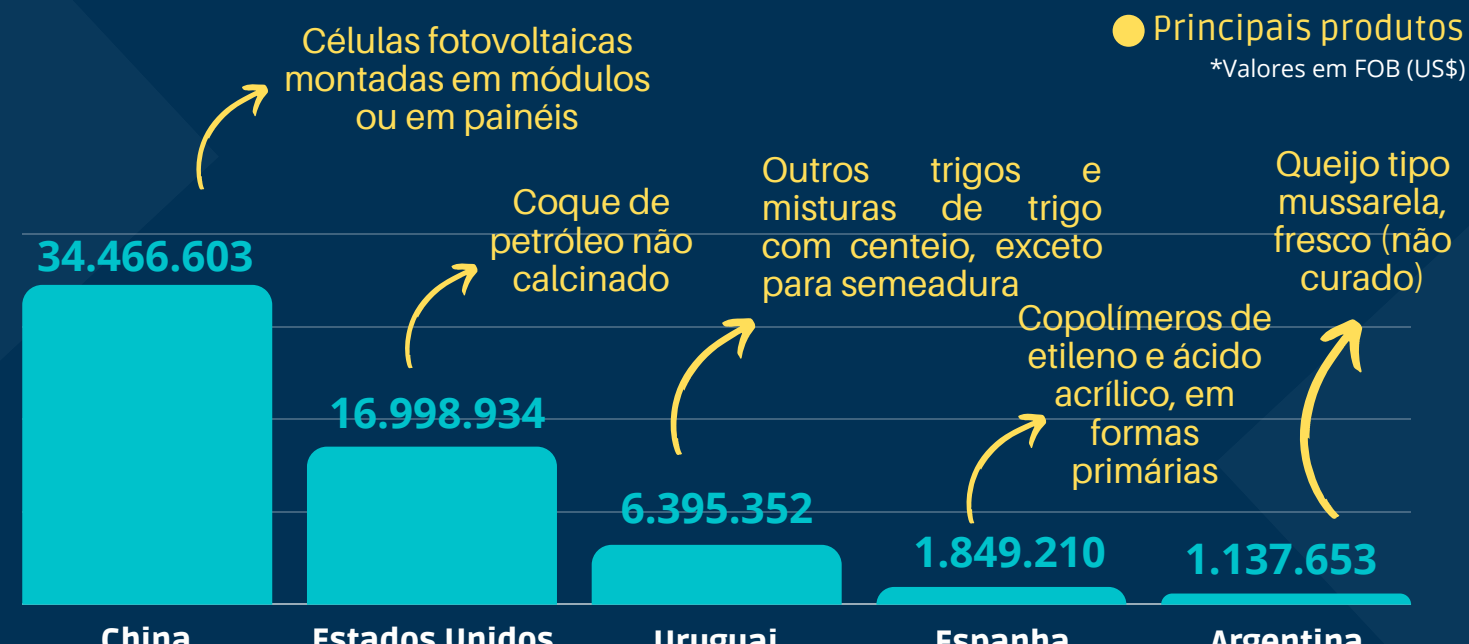 Principais produtos
*Valores em FOB (US$)
Células fotovoltaicas
montadas em módulos
ou em painéis
Coque de
petróleo não
calcinado
Outros trigos e
misturas de trigo
com centeio, exceto
para semeadura
Copolímeros de
etileno e ácido
acrílico, em
formas
primárias
Queijo tipo
mussarela,
fresco (não
curado)
34.466.603
16.998.934
6.395.352
1.849.210
1.137.653
China
Estados Unidos
Uruguai
Espanha
Argentina